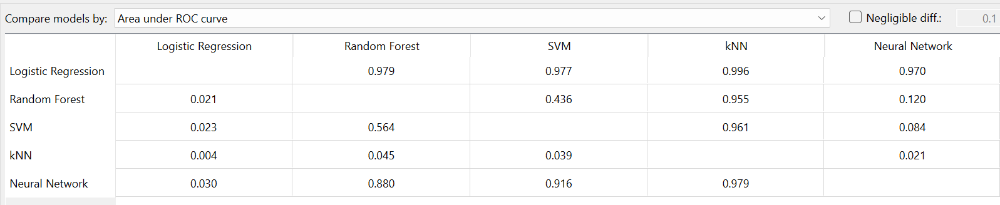 Compare models by: Area under ROC curve Negligible diff.: 0.1
Logistic Regression Random Forest SVM kNN Neural Network
Logistic Regression 0.979 0.977 0.996 0.970
Random Forest 0.021 0.436 0.955 0.120
SVM 0.023 0.564 0.961 0.084
kNN 0.004 0.045 0.039 0.021
Neural Network 0.030 0.880 0.916 0.979